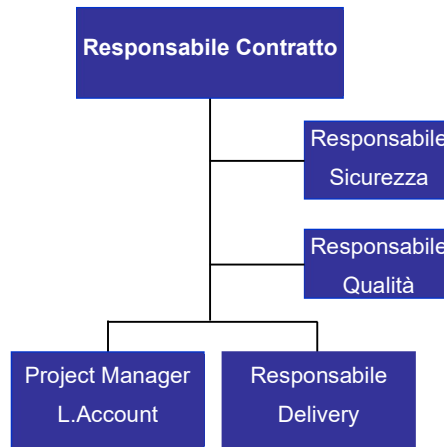 Responsabile Contratto
Responsabile
Sicurezza
Responsabile
Qualità
Project Manager
L.Account
Responsabile
Delivery